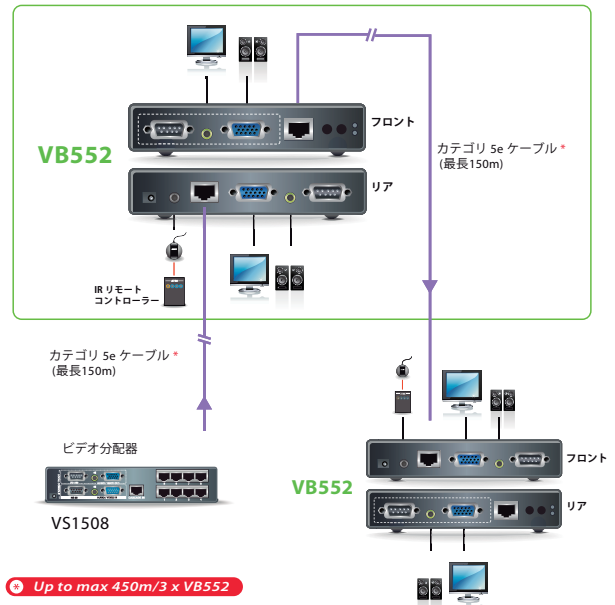 フロント
VB552
カテゴリ 5e ケーブル *
(最長150m)
リア
IR リモート
コントローラー
カテゴリ 5e ケーブル *
(最長150m)
ビデオ分配器
フロント
VB552
リア
VS1508
* Up to max 450m/3 x VB552